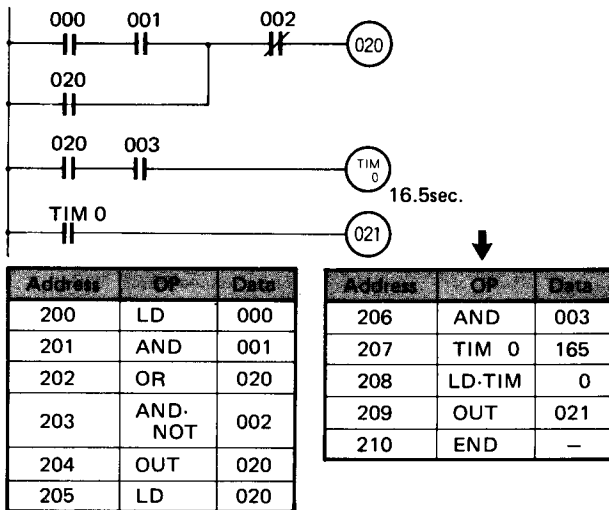 000 001 002
020
020
020 003
TIM
0
16.5sec.
TIM 0
021
Address OP Data
200 LD 000
201 AND 001
202 OR 020
203 AND·
NOT 002
204 OUT 020
205 LD 020
Address OP Data
206 AND 003
207 TIM 0 165
208 LD·TIM 0
209 OUT 021
210 END –